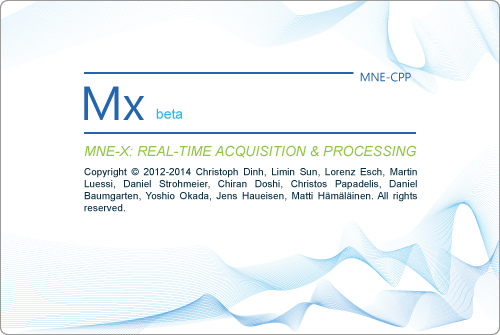 MNE-CPP
Mx beta
MNE-X: REAL-TIME ACQUISITION & PROCESSING
Copyright © 2012-2014 Christoph Dinh, Limin Sun, Lorenz Esch, Martin
Luessi, Daniel Strohmeier, Chiran Doshi, Christos Papadelis, Daniel
Baumgarten, Yoshio Okada, Jens Haueisen, Matti Hämäläinen. All rights
reserved.